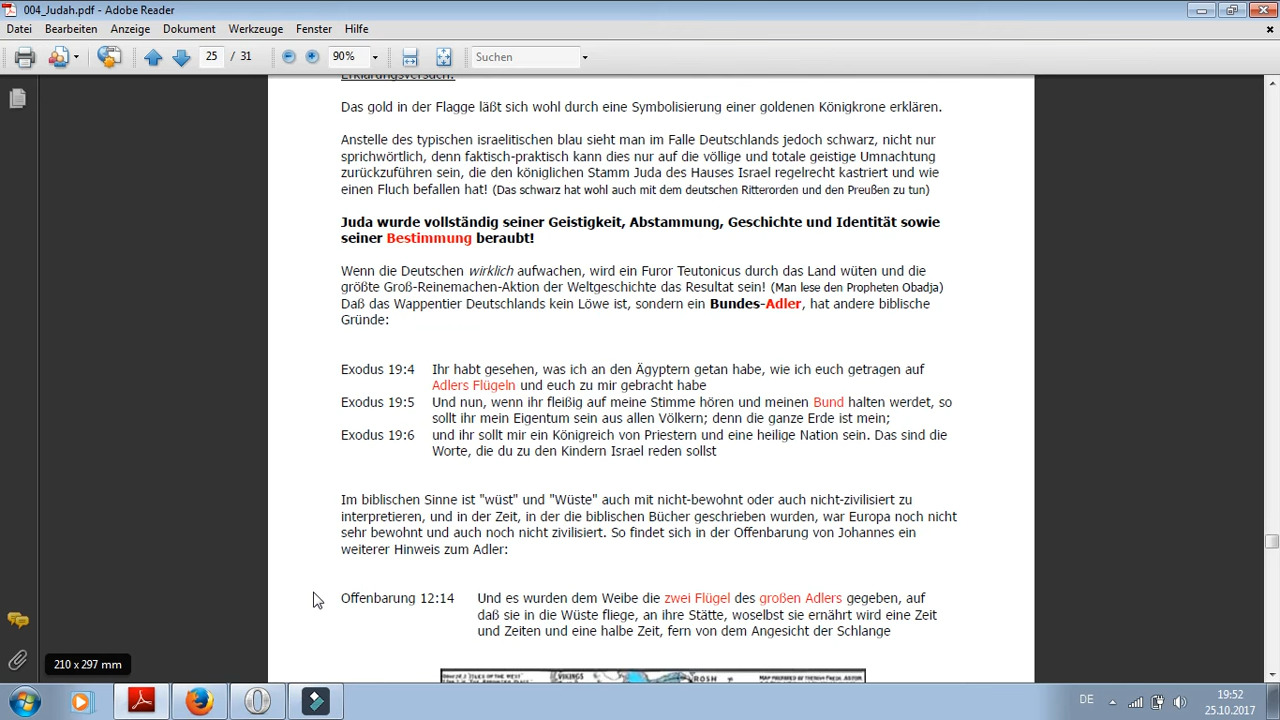 004_Judah.pdf - Adobe Reader
Datei Bearbeiten Anzeige Dokument Werkzeuge Fenster Hilfe
25 / 31 90% Suchen
Erklärungsversuch:
Das gold in der Flagge läßt sich wohl durch eine Symbolisierung einer goldenen Königkrone erklären.
Anstelle des typischen israelitischen blau sieht man im Falle Deutschlands jedoch schwarz, nicht nur
sprichwörtlich, denn faktisch-praktisch kann dies nur auf die völlige und totale geistige Umnachtung
zurückzuführen sein, die den königlichen Stamm Juda des Hauses Israel regelrecht kastriert und wie
einen Fluch befallen hat! (Das schwarz hat wohl auch mit dem deutschen Ritterorden und den Preußen zu tun)
Juda wurde vollständig seiner Geistigkeit, Abstammung, Geschichte und Identität sowie
seiner Bestimmung beraubt!
Wenn die Deutschen wirklich aufwachen, wird ein Furor Teutonicus durch das Land wüten und die
größte Groß-Reinemachen-Aktion der Weltgeschichte das Resultat sein! (Man lese den Propheten Obadja)
Daß das Wappentier Deutschlands kein Löwe ist, sondern ein Bundes-Adler, hat andere biblische
Gründe:
Exodus 19:4 Ihr habt gesehen, was ich an den Ägyptern getan habe, wie ich euch getragen auf
Adlers Flügeln und euch zu mir gebracht habe
Exodus 19:5 Und nun, wenn ihr fleißig auf meine Stimme hören und meinen Bund halten werdet, so
sollt ihr mein Eigentum sein aus allen Völkern; denn die ganze Erde ist mein;
Exodus 19:6 und ihr sollt mir ein Königreich von Priestern und eine heilige Nation sein. Das sind die
Worte, die du zu den Kindern Israel reden sollst
Im biblischen Sinne ist "wüst" und "Wüste" auch mit nicht-bewohnt oder auch nicht-zivilisiert zu
interpretieren, und in der Zeit, in der die biblischen Bücher geschrieben wurden, war Europa noch nicht
sehr bewohnt und auch noch nicht zivilisiert. So findet sich in der Offenbarung von Johannes ein
weiterer Hinweis zum Adler:
Offenbarung 12:14 Und es wurden dem Weibe die zwei Flügel des großen Adlers gegeben, auf
daß sie in die Wüste fliege, an ihre Stätte, woselbst sie ernährt wird eine Zeit
und Zeiten und eine halbe Zeit, fern von dem Angesicht der Schlange
VIKINGS ROSH
210 x 297 mm
DE 19:52
25.10.2017